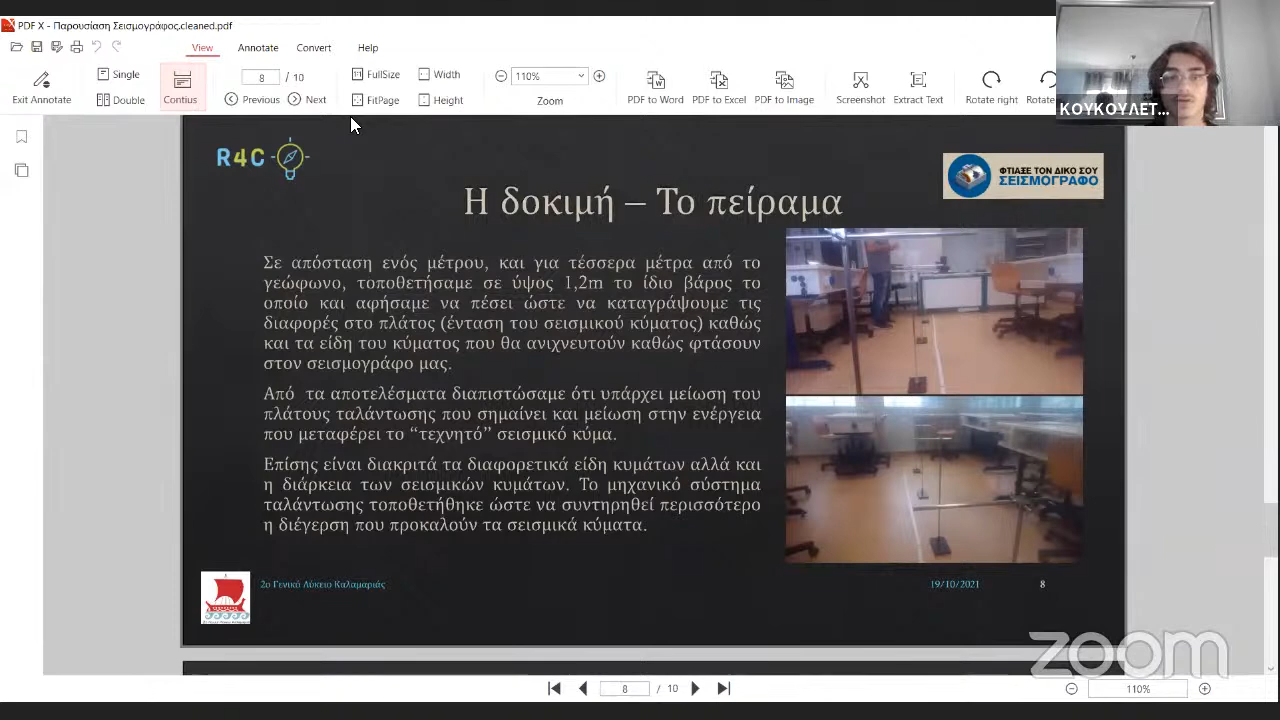 PDF X - Παρουσίαση Σεισμογράφος.cleaned.pdf
View Annotate Convert Help
Exit Annotate
Single
Double
Contius
8 / 10
Previous Next
FullSize
FitPage
Width
Height
110%
Zoom
PDF to Word
PDF to Excel
PDF to Image
Screenshot
Extract Text
Rotate right
Rotate
ΚΟΥΚΟΥΛΕΤ...
R4C
ΦΤΙΑΞΕ ΤΟΝ ΔΙΚΟ ΣΟΥ
ΣΕΙΣΜΟΓΡΑΦΟ
Η δοκιμή – Το πείραμα
Σε απόσταση ενός μέτρου, και για τέσσερα μέτρα από το
γεώφωνο, τοποθετήσαμε σε ύψος 1,2m το ίδιο βάρος το
οποίο και αφήσαμε να πέσει ώστε να καταγράψουμε τις
διαφορές στο πλάτος (ένταση του σεισμικού κύματος) καθώς
και τα είδη του κύματος που θα ανιχνευτούν καθώς φτάσουν
στον σεισμογράφο μας.
Από τα αποτελέσματα διαπιστώσαμε ότι υπάρχει μείωση του
πλάτους ταλάντωσης που σημαίνει και μείωση στην ενέργεια
που μεταφέρει το “τεχνητό” σεισμικό κύμα.
Επίσης είναι διακριτά τα διαφορετικά είδη κυμάτων αλλά και
η διάρκεια των σεισμικών κυμάτων. Το μηχανικό σύστημα
ταλάντωσης τοποθετήθηκε ώστε να συντηρηθεί περισσότερο
η διέγερση που προκαλούν τα σεισμικά κύματα.
2ο Γενικό Λύκειο Καλαμαριάς
19/10/2021
8
zoom
8 / 10
110%